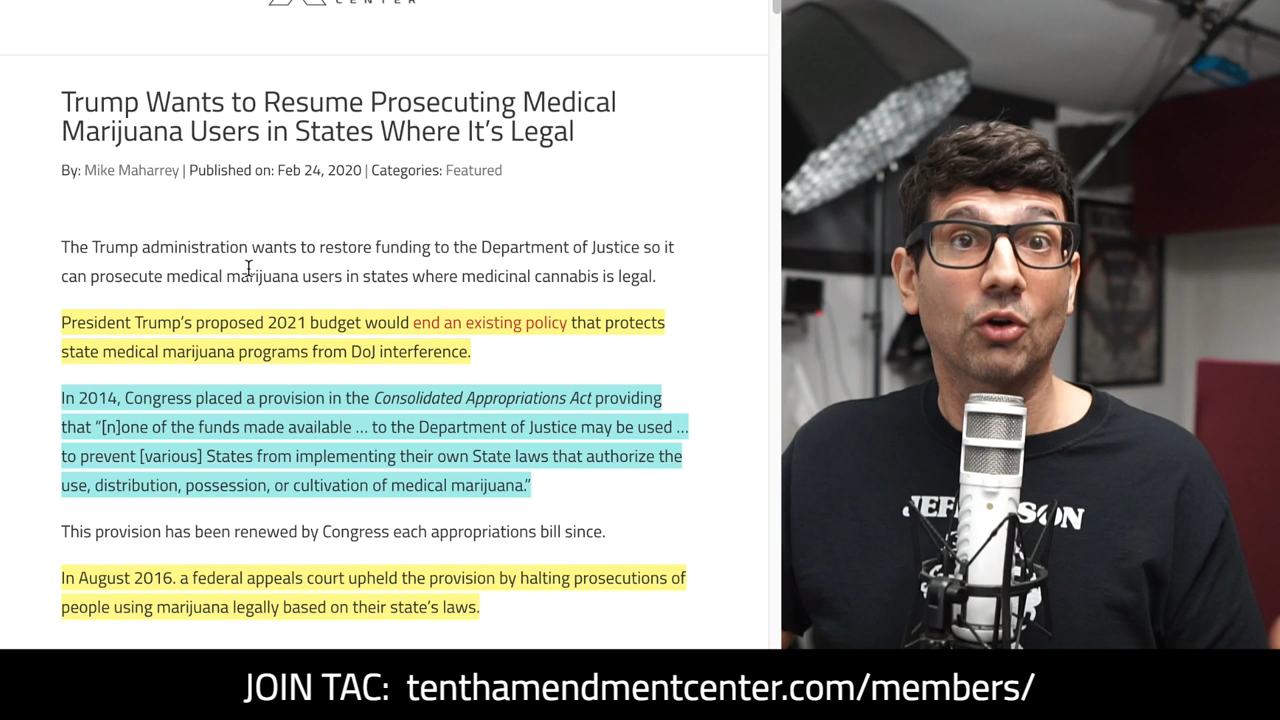 CENTER
Trump Wants to Resume Prosecuting Medical
Marijuana Users in States Where It’s Legal
By: Mike Maharrey | Published on: Feb 24, 2020 | Categories: Featured
The Trump administration wants to restore funding to the Department of Justice so it
can prosecute medical marijuana users in states where medicinal cannabis is legal.
President Trump’s proposed 2021 budget would end an existing policy that protects
state medical marijuana programs from DoJ interference.
In 2014, Congress placed a provision in the Consolidated Appropriations Act providing
that “[n]one of the funds made available … to the Department of Justice may be used …
to prevent [various] States from implementing their own State laws that authorize the
use, distribution, possession, or cultivation of medical marijuana.”
This provision has been renewed by Congress each appropriations bill since.
In August 2016. a federal appeals court upheld the provision by halting prosecutions of
people using marijuana legally based on their state’s laws.
JOIN TAC: tenthamendmentcenter.com/members/